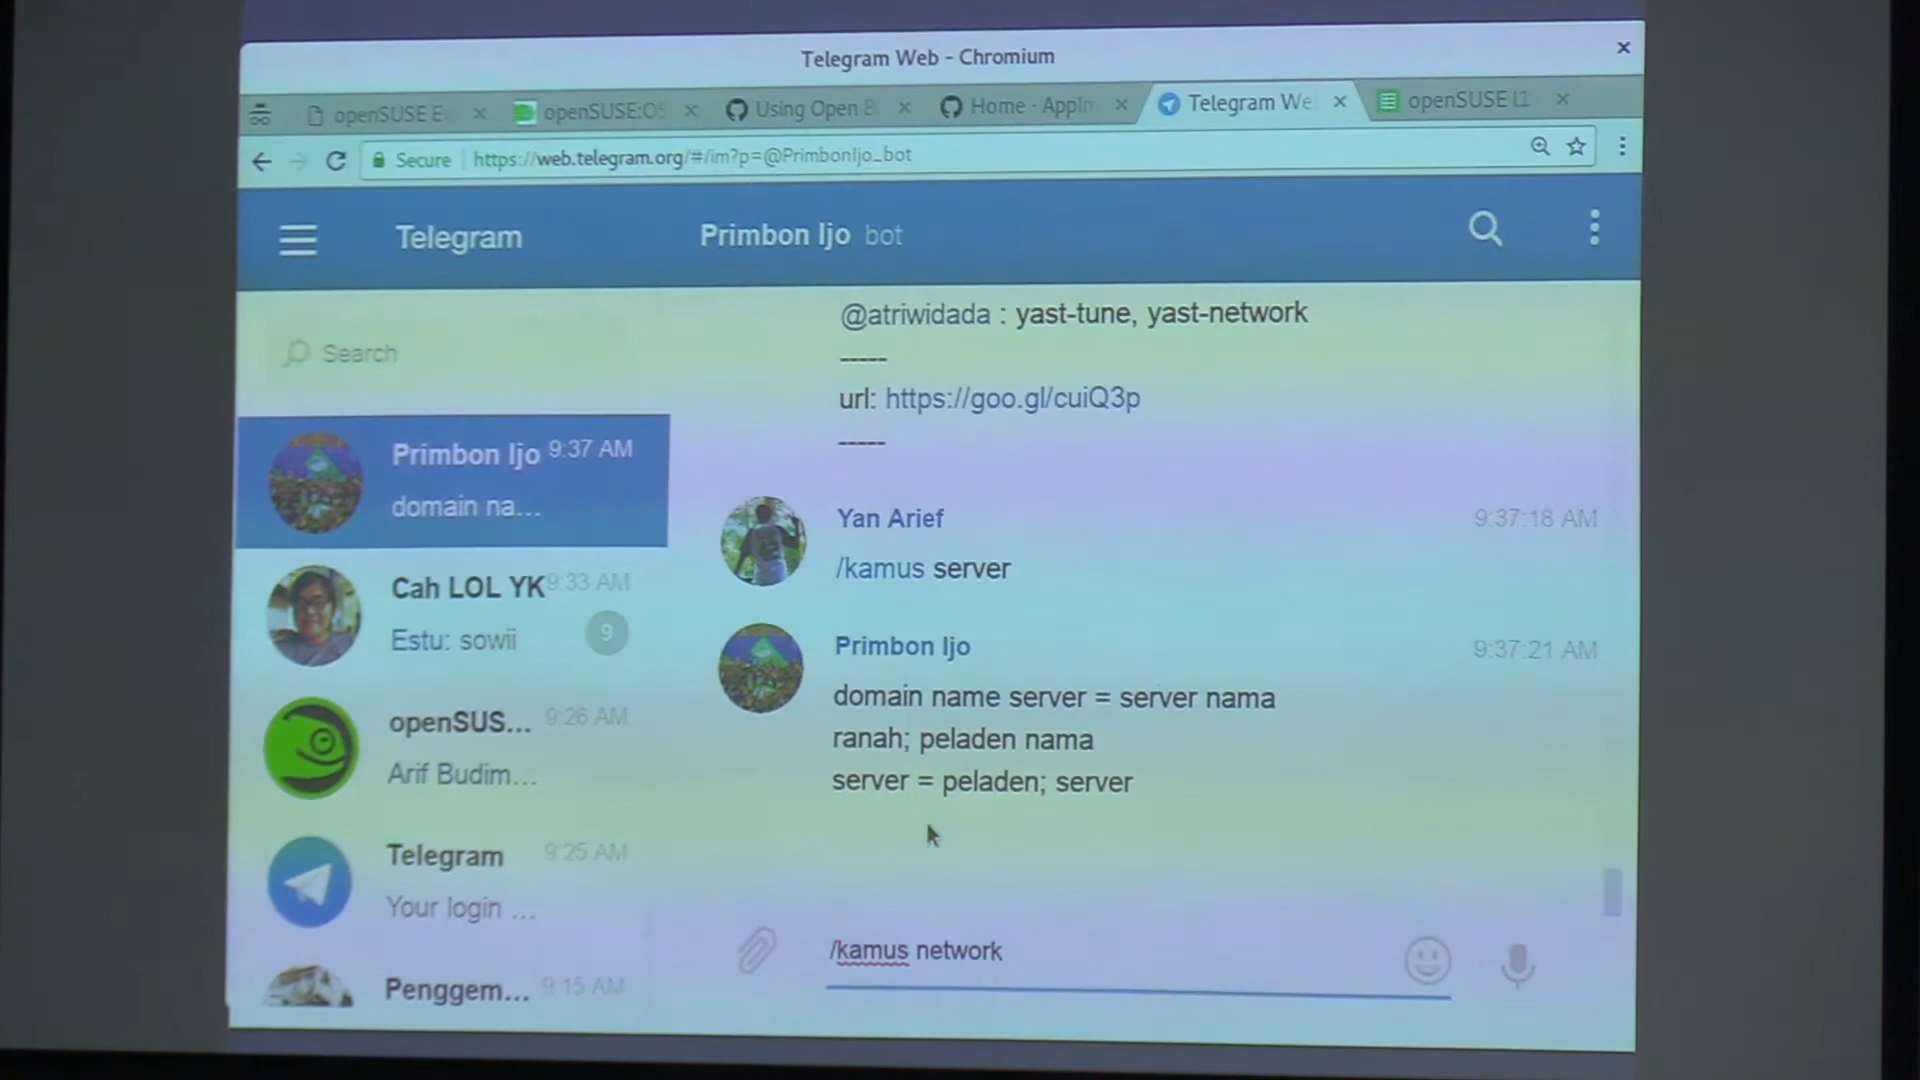 Telegram Web - Chromium
openSUSE E
openSUSE:OS
Using Open B
Home · AppIm
Telegram We
openSUSE l1
Secure https://web.telegram.org/#/im?p=@PrimbonIjo_bot
Telegram
Primbon Ijo bot
Search
Primbon Ijo 9:37 AM
domain na...
Cah LOL YK 9:33 AM
Estu: sowii 9
openSUS... 9:26 AM
Arif Budim...
Telegram 9:25 AM
Your login ...
Penggem... 9:15 AM
@atriwidada : yast-tune, yast-network
-----
url: https://goo.gl/cuiQ3p
-----
Yan Arief 9:37:18 AM
/kamus server
Primbon Ijo 9:37:21 AM
domain name server = server nama
ranah; peladen nama
server = peladen; server
/kamus network